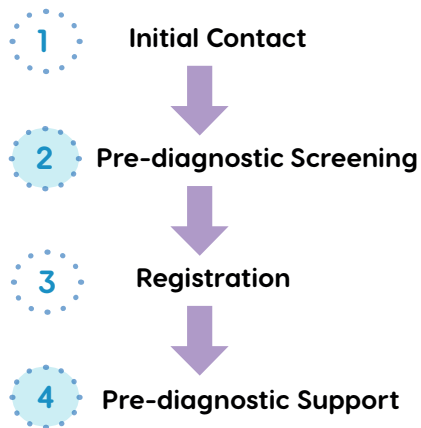 1 Initial Contact
2 Pre-diagnostic Screening
3 Registration
4 Pre-diagnostic Support